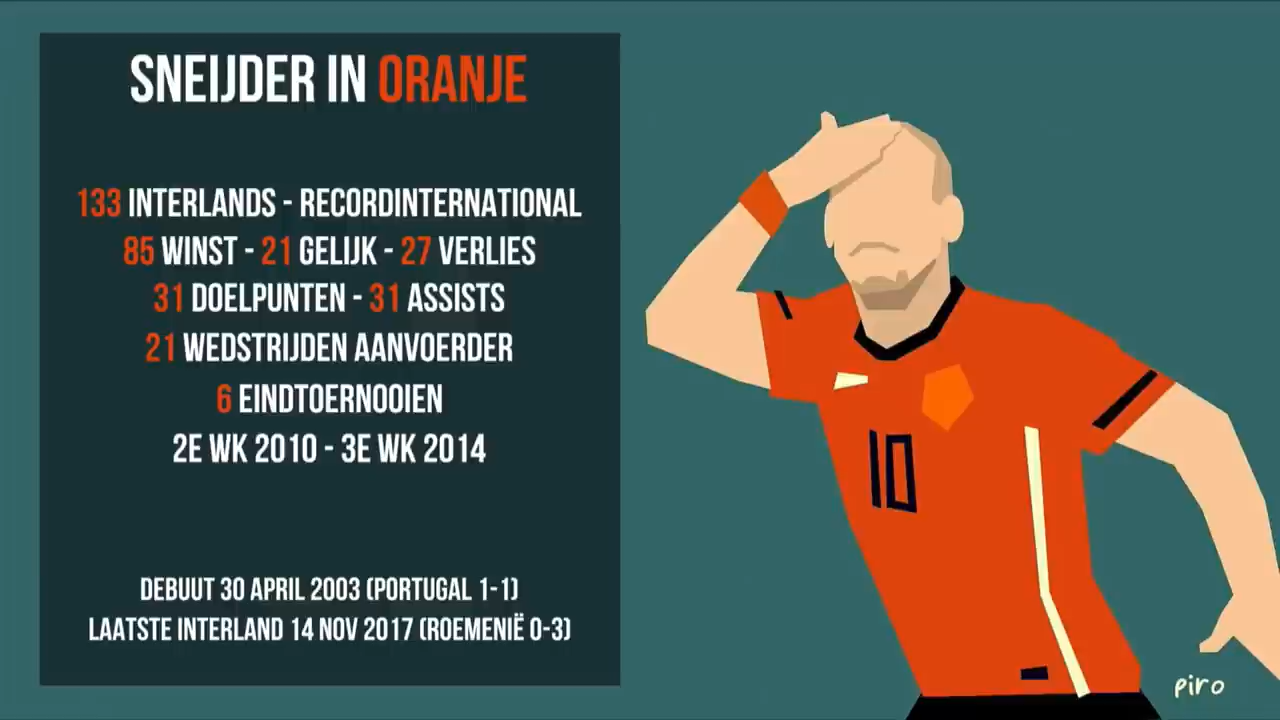 SNEIJDER IN ORANJE
133 INTERLANDS - RECORDINTERNATIONAL
85 WINST - 21 GELIJK - 27 VERLIES
31 DOELPUNTEN - 31 ASSISTS
21 WEDSTRIJDEN AANVOERDER
6 EINDTOERNOOIEN
2E WK 2010 - 3E WK 2014
DEBUUT 30 APRIL 2003 (PORTUGAL 1-1)
LAATSTE INTERLAND 14 NOV 2017 (ROEMENIË 0-3)
10
piro